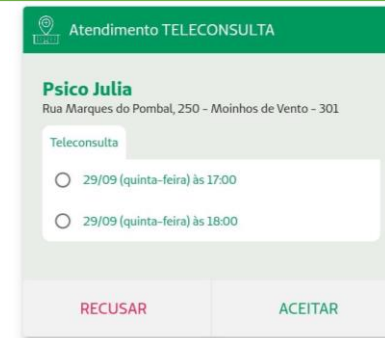 Atendimento TELECONSULTA
Psico Julia
Rua Marques do Pombal, 250 - Moinhos de Vento - 301
Teleconsulta
29/09 (quinta-feira) às 17:00
29/09 (quinta-feira) às 18:00
RECUSAR
ACEITAR